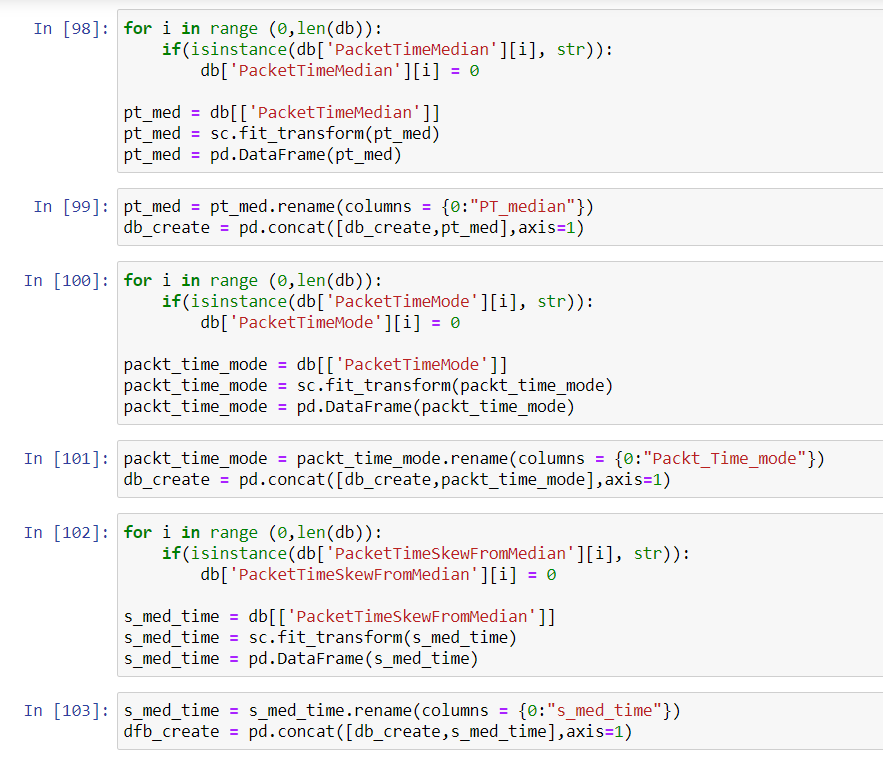 In [98]: for i in range (0,len(db)):
    if(isinstance(db['PacketTimeMedian'][i], str)):
        db['PacketTimeMedian'][i] = 0
pt_med = db[['PacketTimeMedian']]
pt_med = sc.fit_transform(pt_med)
pt_med = pd.DataFrame(pt_med)
In [99]: pt_med = pt_med.rename(columns = {0:"PT_median"})
db_create = pd.concat([db_create,pt_med],axis=1)
In [100]: for i in range (0,len(db)):
    if(isinstance(db['PacketTimeMode'][i], str)):
        db['PacketTimeMode'][i] = 0
packt_time_mode = db[['PacketTimeMode']]
packt_time_mode = sc.fit_transform(packt_time_mode)
packt_time_mode = pd.DataFrame(packt_time_mode)
In [101]: packt_time_mode = packt_time_mode.rename(columns = {0:"Packt_Time_mode"})
db_create = pd.concat([db_create,packt_time_mode],axis=1)
In [102]: for i in range (0,len(db)):
    if(isinstance(db['PacketTimeSkewFromMedian'][i], str)):
        db['PacketTimeSkewFromMedian'][i] = 0
s_med_time = db[['PacketTimeSkewFromMedian']]
s_med_time = sc.fit_transform(s_med_time)
s_med_time = pd.DataFrame(s_med_time)
In [103]: s_med_time = s_med_time.rename(columns = {0:"s_med_time"})
dfb_create = pd.concat([db_create,s_med_time],axis=1)